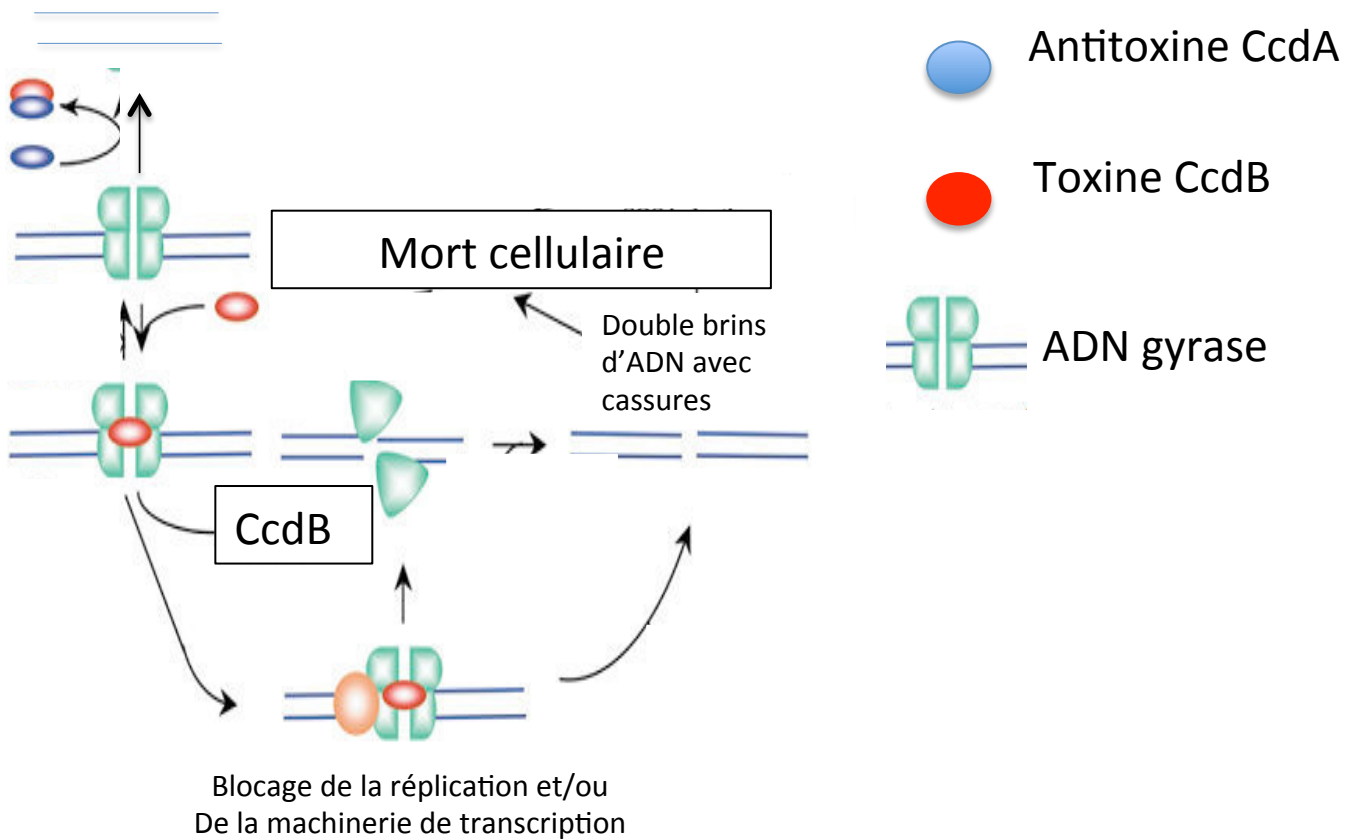 Antitoxine CcdA
Toxine CcdB
Mort cellulaire
Double brins
d'ADN avec
cassures
ADN gyrase
CcdB
Blocage de la réplication et/ou
De la machinerie de transcription